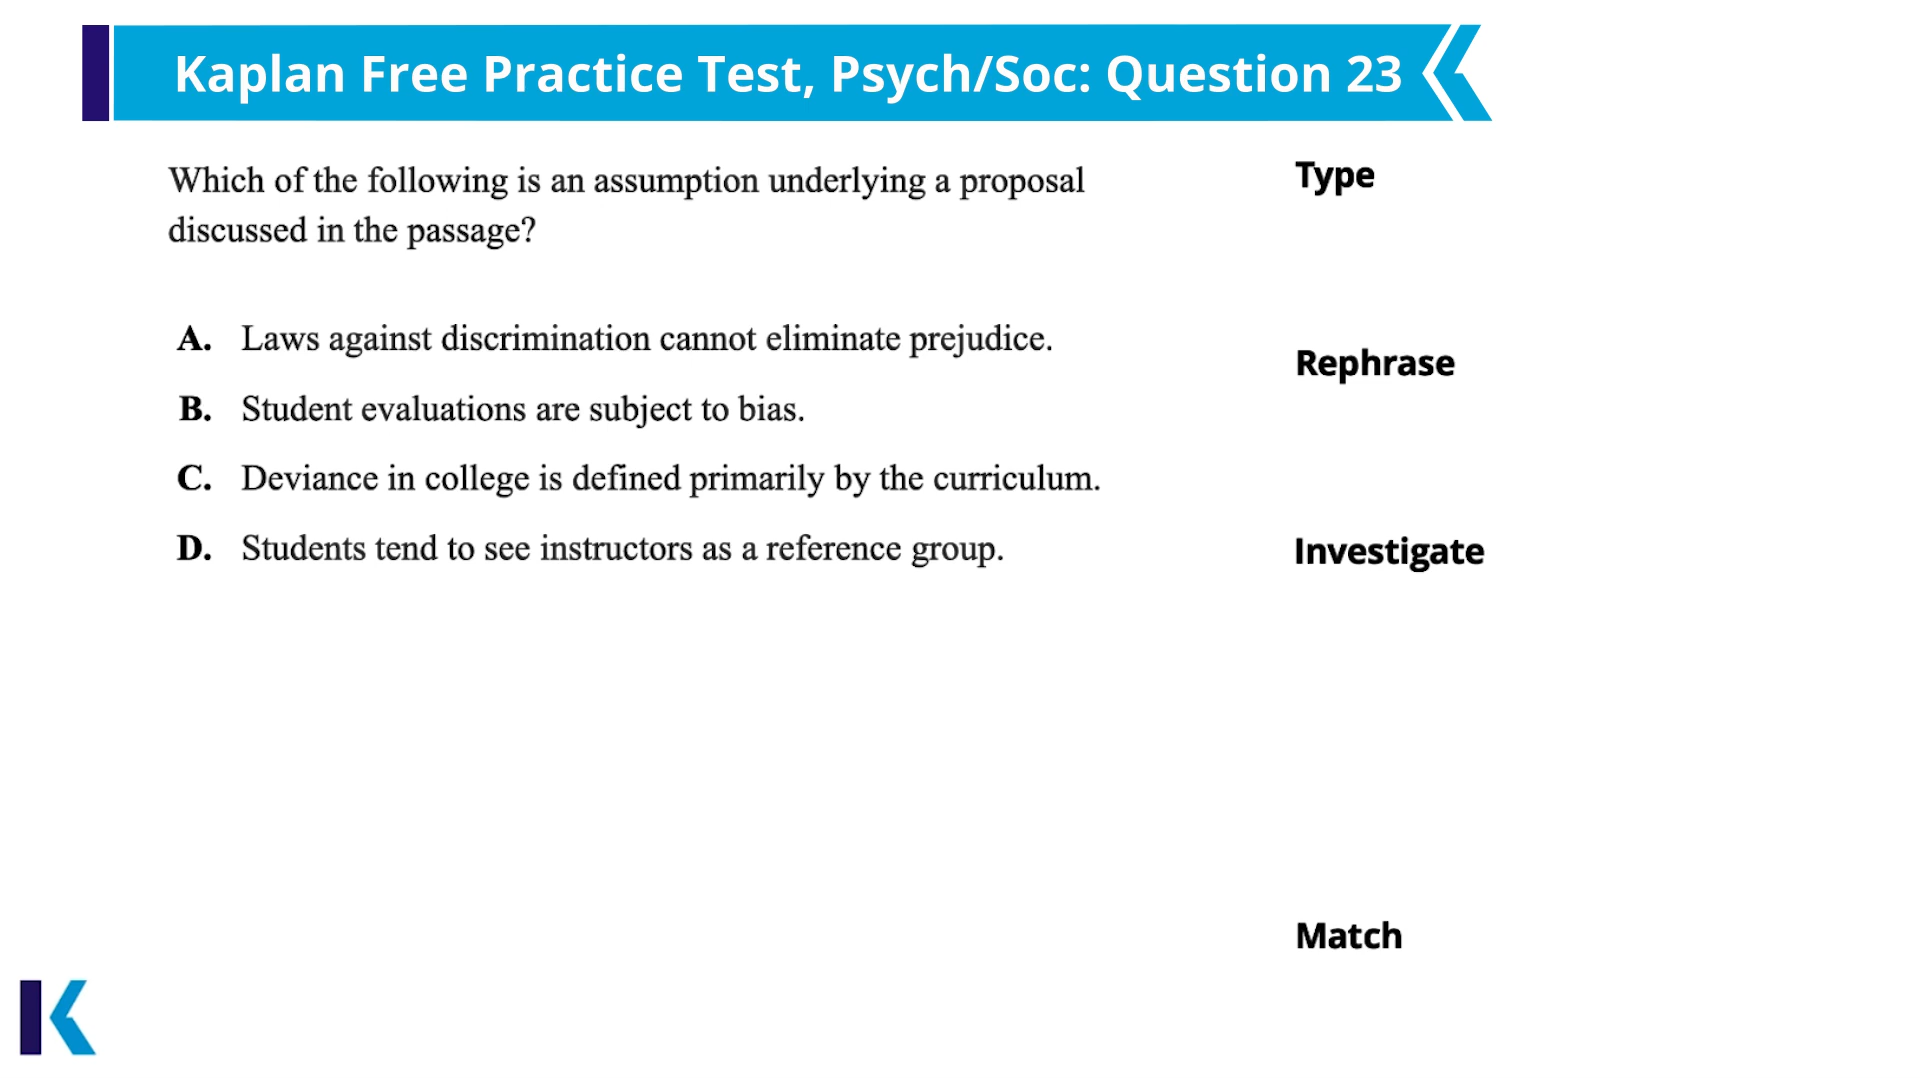 Kaplan Free Practice Test, Psych/Soc: Question 23
Which of the following is an assumption underlying a proposal
discussed in the passage?
A. Laws against discrimination cannot eliminate prejudice.
B. Student evaluations are subject to bias.
C. Deviance in college is defined primarily by the curriculum.
D. Students tend to see instructors as a reference group.
Type
Rephrase
Investigate
Match